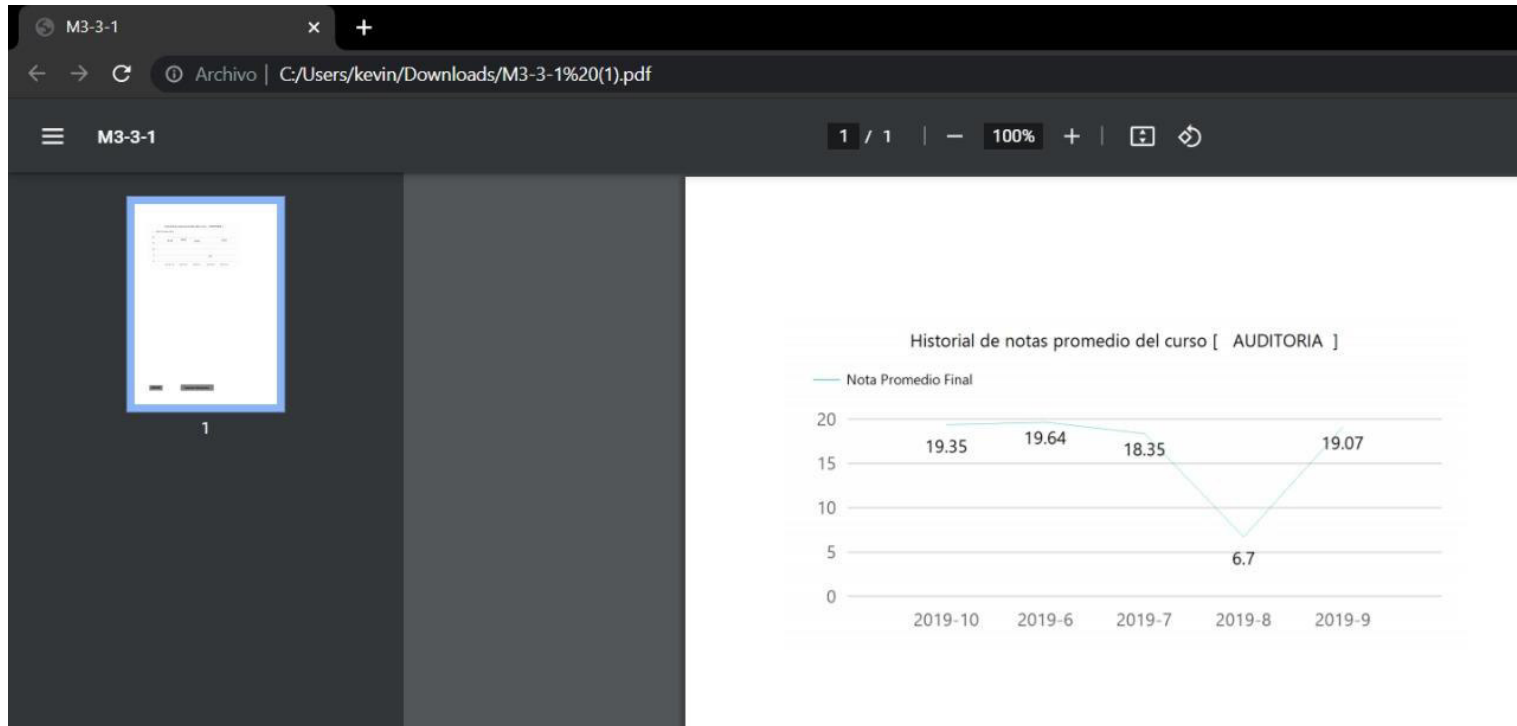 M3-3-1
Archivo | C:/Users/kevin/Downloads/M3-3-1%20(1).pdf
M3-3-1
1 / 1 | − 100% + |
1
Historial de notas promedio del curso [ AUDITORIA ]
Nota Promedio Final
20
19.35 19.64 18.35 19.07
15
10
5
6.7
0
2019-10 2019-6 2019-7 2019-8 2019-9